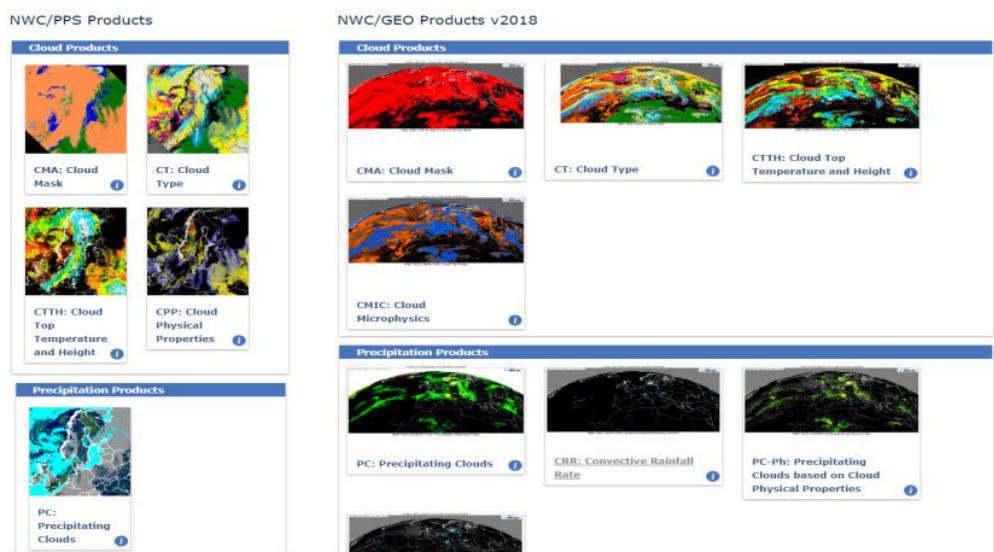 NWC/PPS Products
Cloud Products
CMA: Cloud
Mask
CT: Cloud
Type
CTTH: Cloud
Top
Temperature
and Height
CPP: Cloud
Physical
Properties
Precipitation Products
PC:
Precipitating
Clouds
NWC/GEO Products v2018
Cloud Products
CMA: Cloud Mask
CT: Cloud Type
CTTH: Cloud Top
Temperature and Height
CMIC: Cloud
Microphysics
Precipitation Products
PC: Precipitating Clouds
CRR: Convective Rainfall
Rate
PC-Ph: Precipitating
Clouds based on Cloud
Physical Properties